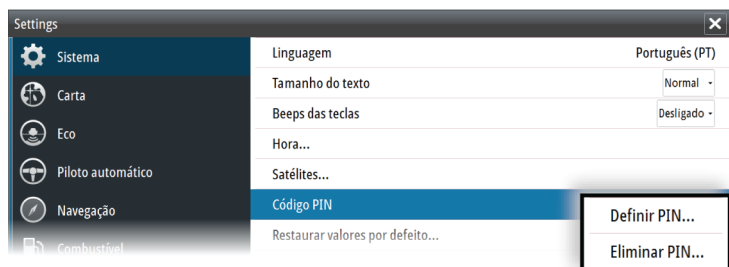 Settings
Sistema
Carta
Eco
Piloto automático
Navegação
Combustível
Linguagem Português (PT)
Tamanho do texto Normal
Beeps das teclas Desligado
Hora...
Satélites...
Código PIN
Restaurar valores por defeito...
Definir PIN...
Eliminar PIN...